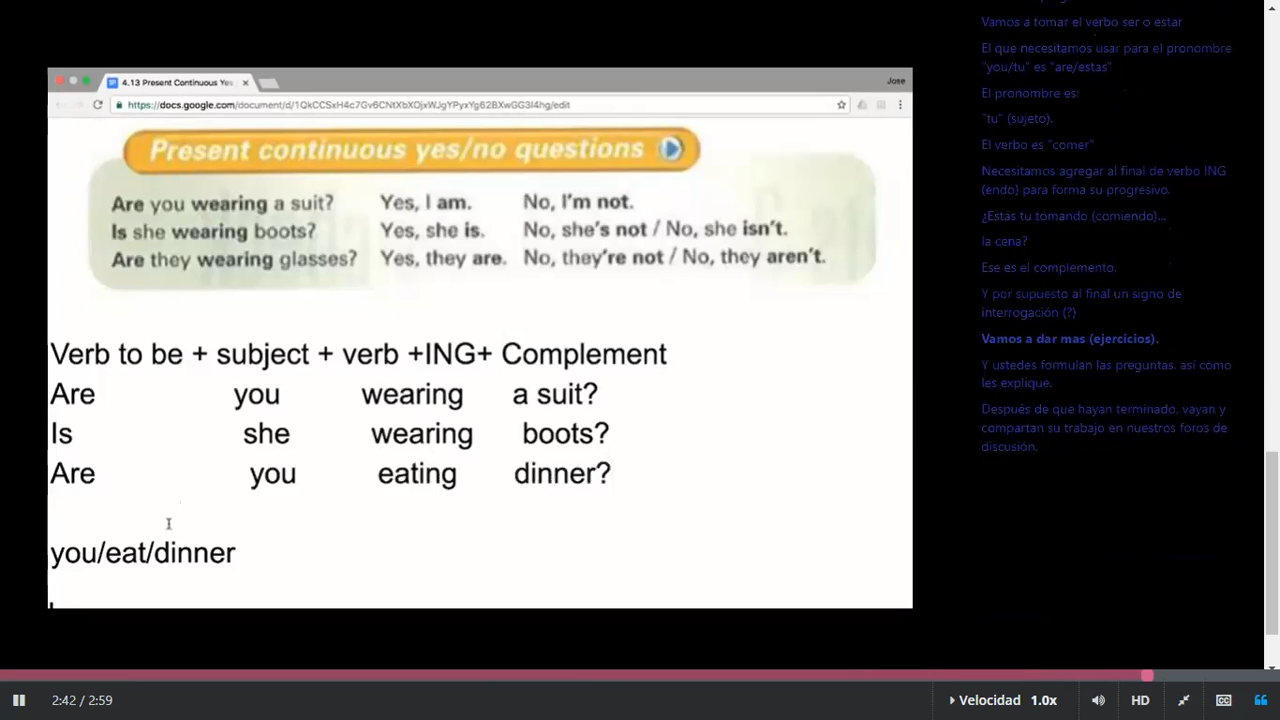 4.13 Present Continuous Yes
Jose
https://docs.google.com/document/d/1QkCCSxH4c7Gv6CNtXbXOjxWJgYPyxYg62BXwGG3l4hg/edit
Present continuous yes/no questions
Are you wearing a suit? Yes, I am. No, I'm not.
Is she wearing boots? Yes, she is. No, she's not / No, she isn't.
Are they wearing glasses? Yes, they are. No, they're not / No, they aren't.
Verb to be + subject + verb +ING+ Complement
Are you wearing a suit?
Is she wearing boots?
Are you eating dinner?
you/eat/dinner
Vamos a tomar el verbo ser o estar
El que necesitamos usar para el pronombre
"you/tu" es "are/estas"
El pronombre es:
"tu" (sujeto).
El verbo es "comer"
Necesitamos agregar al final de verbo ING
(endo) para forma su progresivo.
¿Estas tu tomando (comiendo)...
la cena?
Ese es el complemento.
Y por supuesto al final un signo de
interrogación (?)
Vamos a dar mas (ejercicios).
Y ustedes formulan las preguntas, así como
les explique.
Después de que hayan terminado, vayan y
compartan su trabajo en nuestros foros de
discusión.
2:42 / 2:59
Velocidad 1.0x
HD
CC